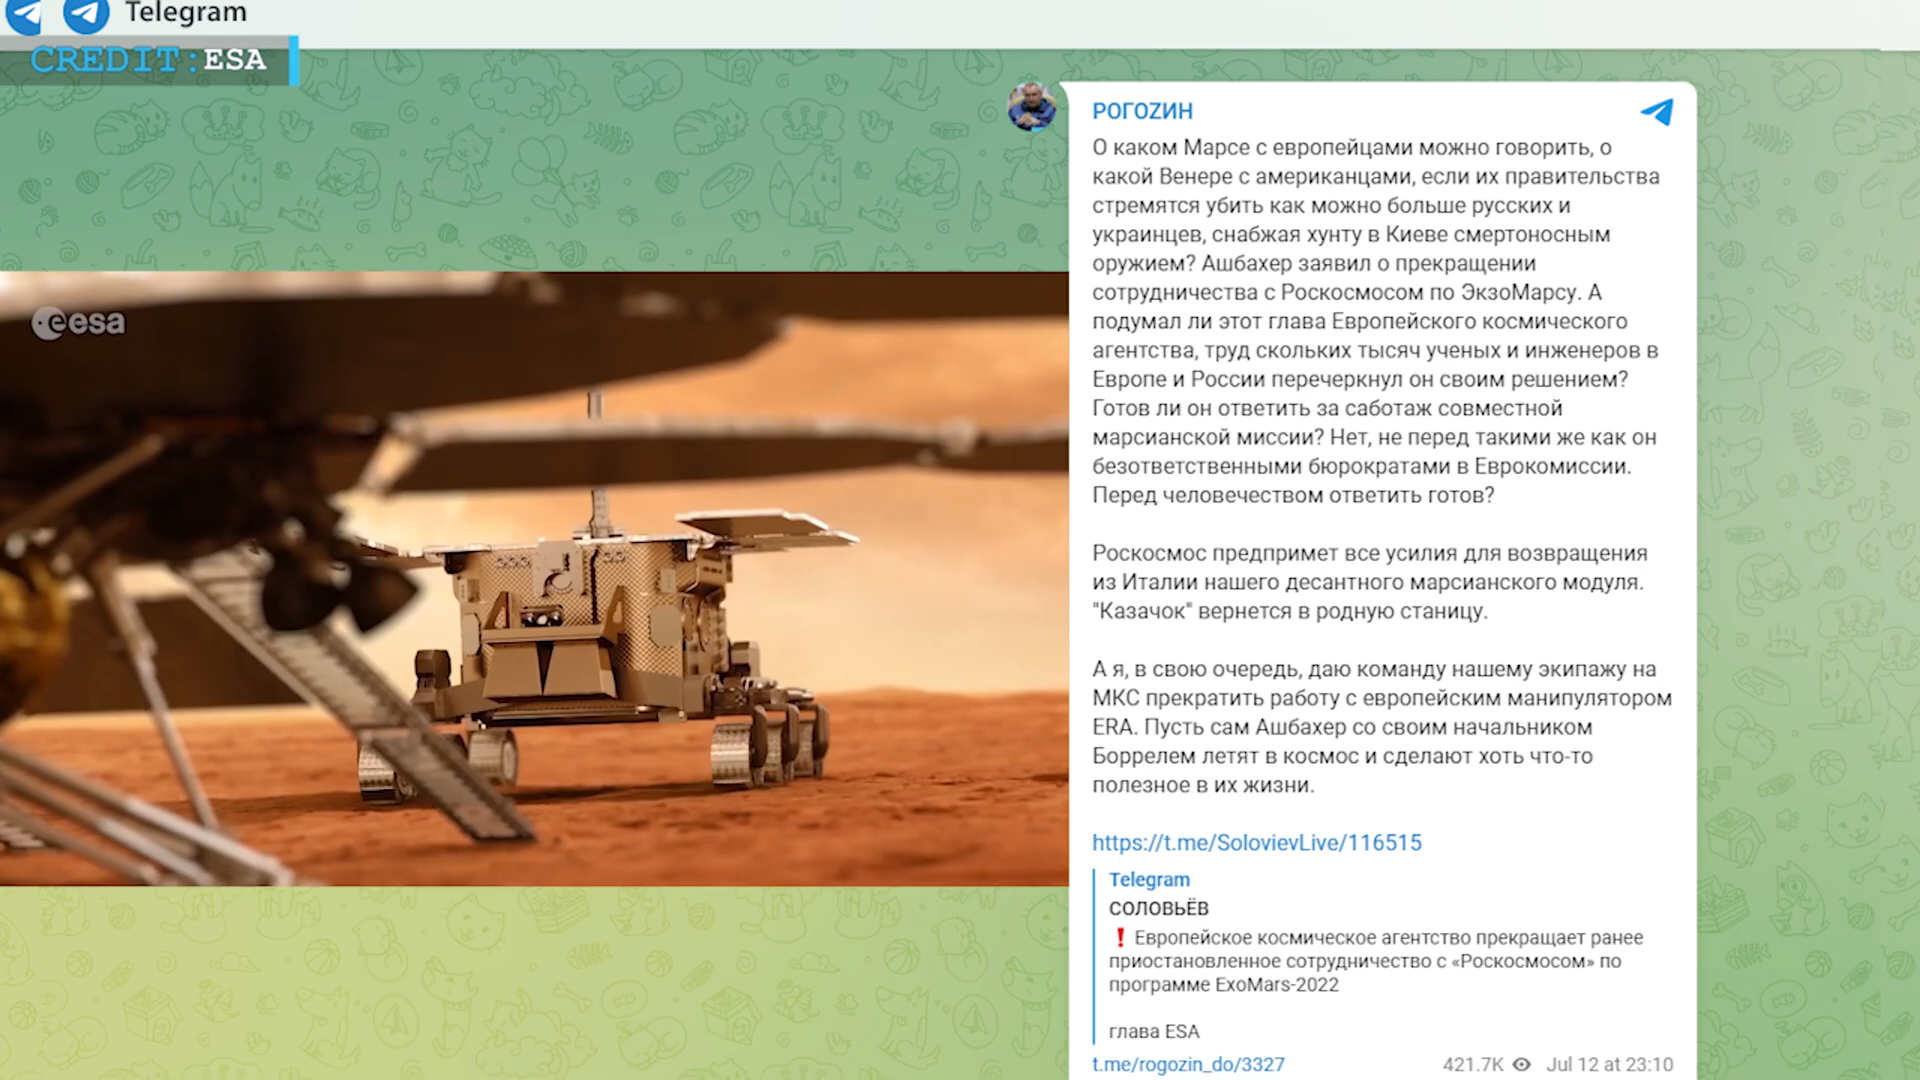 Telegram
CREDIT:ESA
esa
РОГОZИН
О каком Марсе с европейцами можно говорить, о
какой Венере с американцами, если их правительства
стремятся убить как можно больше русских и
украинцев, снабжая хунту в Киеве смертоносным
оружием? Ашбахер заявил о прекращении
сотрудничества с Роскосмосом по ЭкзоМарсу. А
подумал ли этот глава Европейского космического
агентства, труд скольких тысяч ученых и инженеров в
Европе и России перечеркнул он своим решением?
Готов ли он ответить за саботаж совместной
марсианской миссии? Нет, не перед такими же как он
безответственными бюрократами в Еврокомиссии.
Перед человечеством ответить готов?
Роскосмос предпримет все усилия для возвращения
из Италии нашего десантного марсианского модуля.
"Казачок" вернется в родную станицу.
А я, в свою очередь, даю команду нашему экипажу на
МКС прекратить работу с европейским манипулятором
ERA. Пусть сам Ашбахер со своим начальником
Боррелем летят в космос и сделают хоть что-то
полезное в их жизни.
https://t.me/SolovievLive/116515
Telegram
СОЛОВЬЁВ
❗ Европейское космическое агентство прекращает ранее
приостановленное сотрудничество с «Роскосмосом» по
программе ExoMars-2022
глава ESA
t.me/rogozin_do/3327 421.7K Jul 12 at 23:10